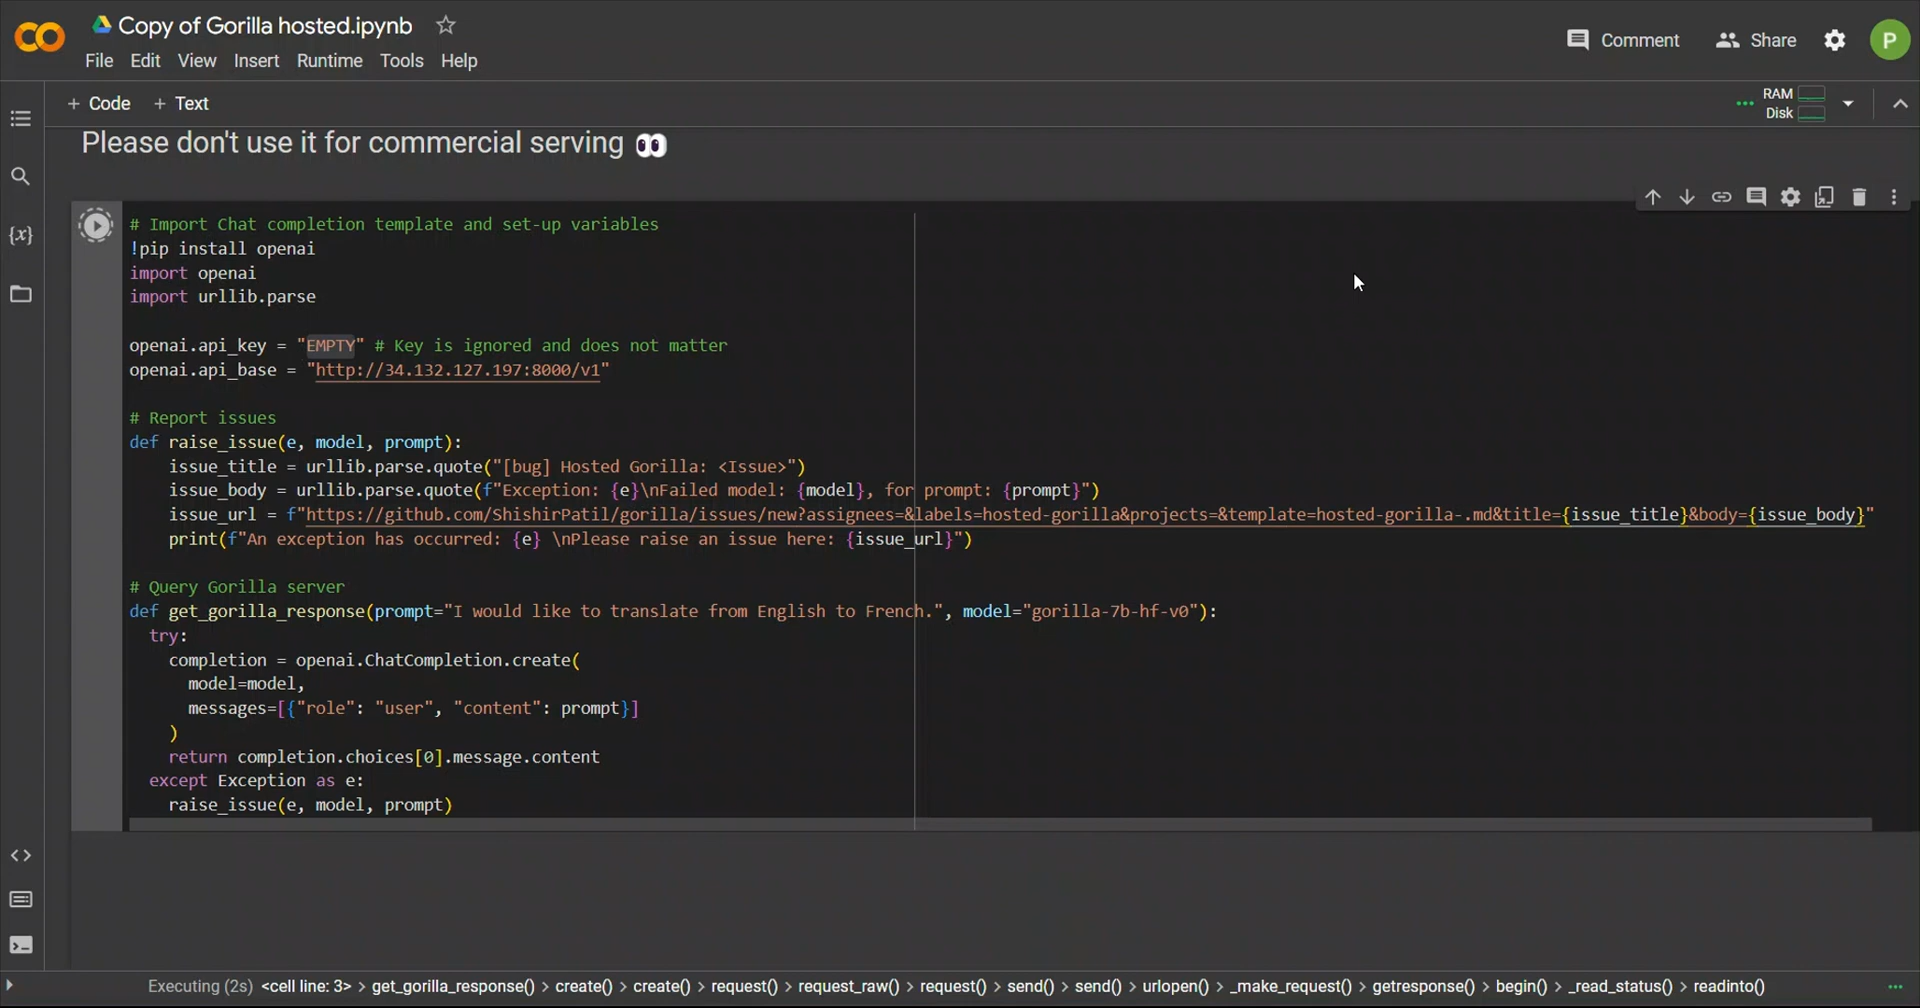 Copy of Gorilla hosted.ipynb
File Edit View Insert Runtime Tools Help
Comment
Share
P
+ Code + Text
RAM
Disk
Please don't use it for commercial serving 👀
# Import Chat completion template and set-up variables
!pip install openai
import openai
import urllib.parse
openai.api_key = "EMPTY" # Key is ignored and does not matter
openai.api_base = "http://34.132.127.197:8000/v1"
# Report issues
def raise_issue(e, model, prompt):
issue_title = urllib.parse.quote("[bug] Hosted Gorilla: <Issue>")
issue_body = urllib.parse.quote(f"Exception: {e}\nFailed model: {model}, for prompt: {prompt}")
issue_url = f"https://github.com/ShishirPatil/gorilla/issues/new?assignees=&labels=hosted-gorilla&projects=&template=hosted-gorilla-.md&title={issue_title}&body={issue_body}"
print(f"An exception has occurred: {e} \nPlease raise an issue here: {issue_url}")
# Query Gorilla server
def get_gorilla_response(prompt="I would like to translate from English to French.", model="gorilla-7b-hf-v0"):
try:
completion = openai.ChatCompletion.create(
model=model,
messages=[{"role": "user", "content": prompt}]
)
return completion.choices[0].message.content
except Exception as e:
raise_issue(e, model, prompt)
Executing (2s) <cell line: 3> > get_gorilla_response() > create() > create() > request() > request_raw() > request() > send() > send() > urlopen() > _make_request() > getresponse() > begin() > _read_status() > readinto()